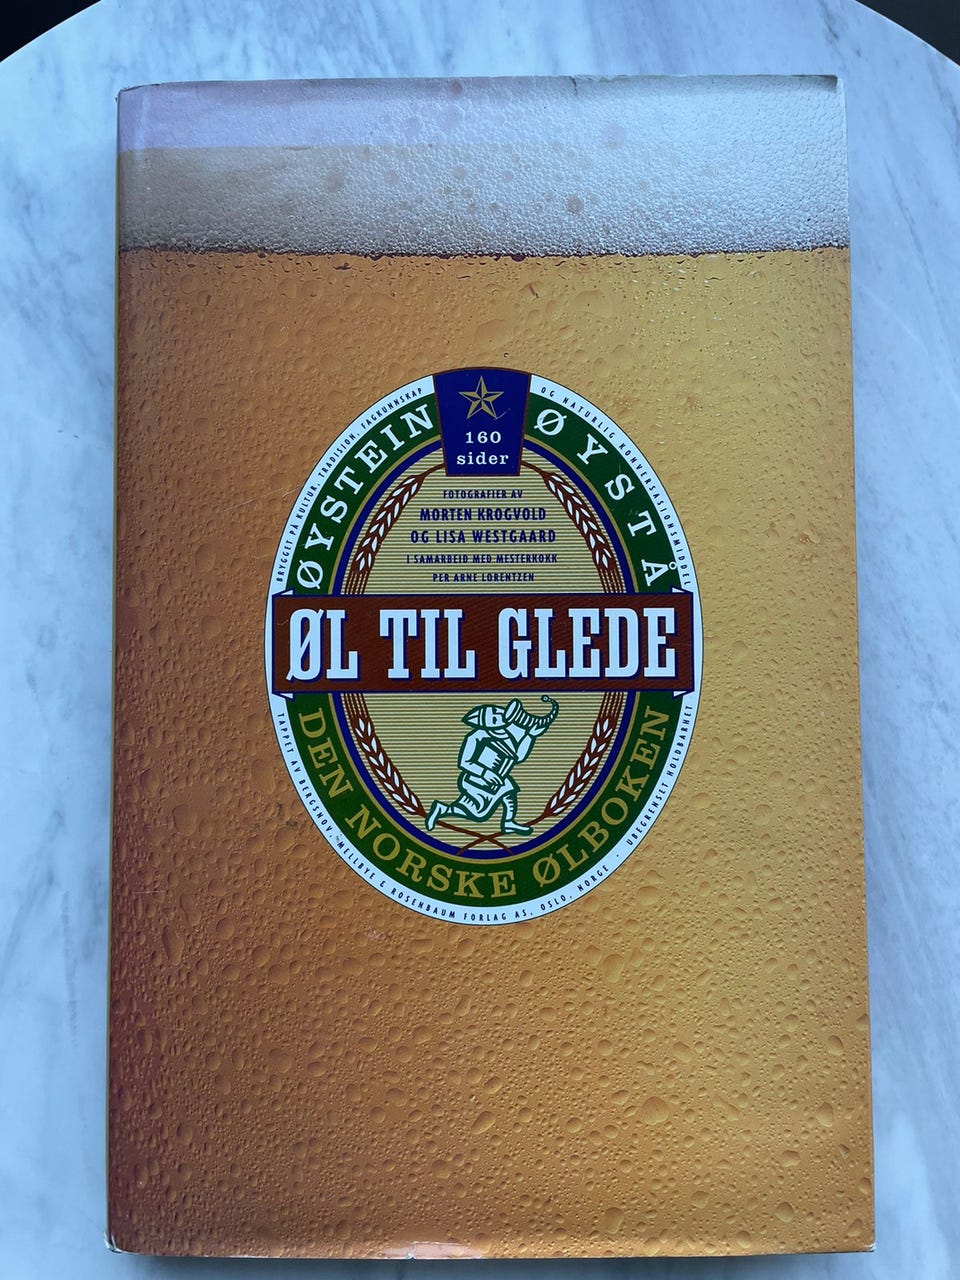 BRYGGET PÅ KULTUR, TRADISJON, FAGKUNNSKAP
OG NATURLIG KONVERSASJONSMIDDEL
ØYSTEIN ØYSTÅ
160
sider
FOTOGRAFIER AV
MORTEN KROGVOLD
OG LISA WESTGAARD
I SAMARBEID MED MESTERKOKK
PER ARNE LORENTZEN
ØL TIL GLEDE
DEN NORSKE ØLBOKEN
TAPPET AV BERGSHOV, MELLBYE & ROSENBAUM FORLAG AS, OSLO, NORGE · UBEGRENSET HOLDBARHET